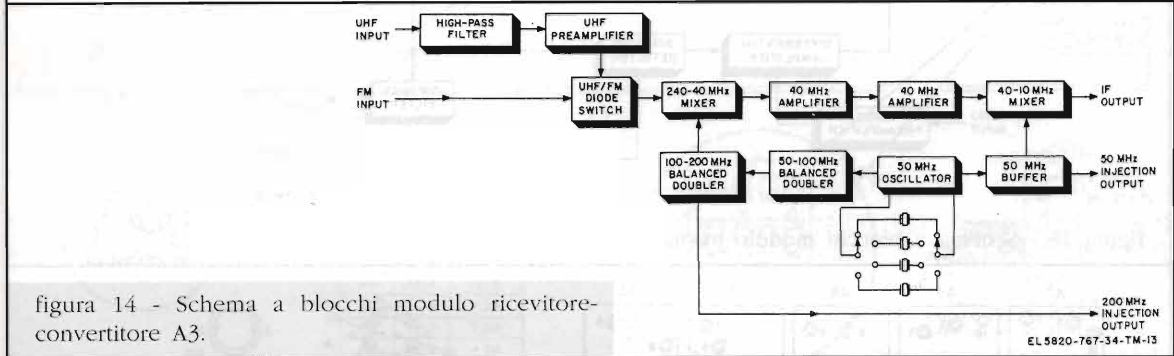 UHF
INPUT
HIGH-PASS
FILTER
UHF
PREAMPLIFIER
FM
INPUT
UHF/FM
DIODE
SWITCH
240-40 MHz
MIXER
40 MHz
AMPLIFIER
40 MHz
AMPLIFIER
40-10 MHz
MIXER
IF
OUTPUT
100-200 MHz
BALANCED
DOUBLER
50-100 MHz
BALANCED
DOUBLER
50 MHz
OSCILLATOR
50 MHz
BUFFER
50 MHz
INJECTION
OUTPUT
200 MHz
INJECTION
OUTPUT
EL5820-767-34-TM-13
figura 14 - Schema a blocchi modulo ricevitore-
convertitore A3.